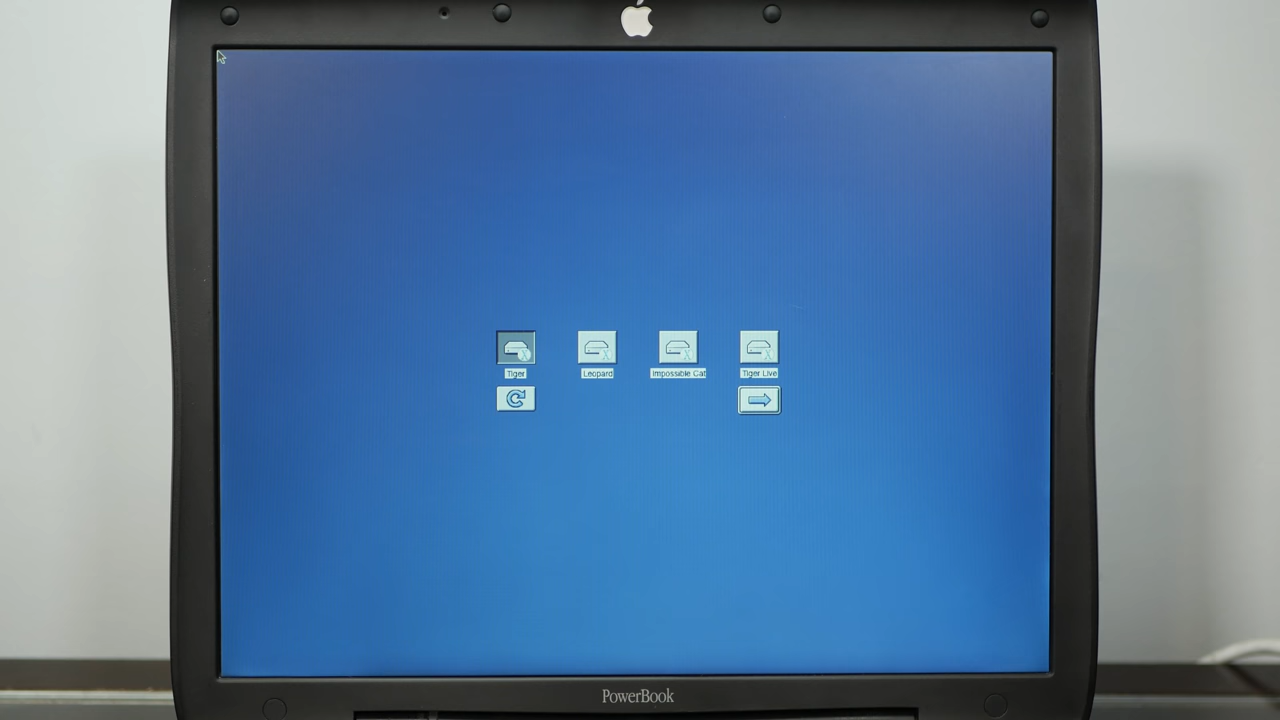 Tiger
Leopard
Impossible Cat
Tiger Live
PowerBook